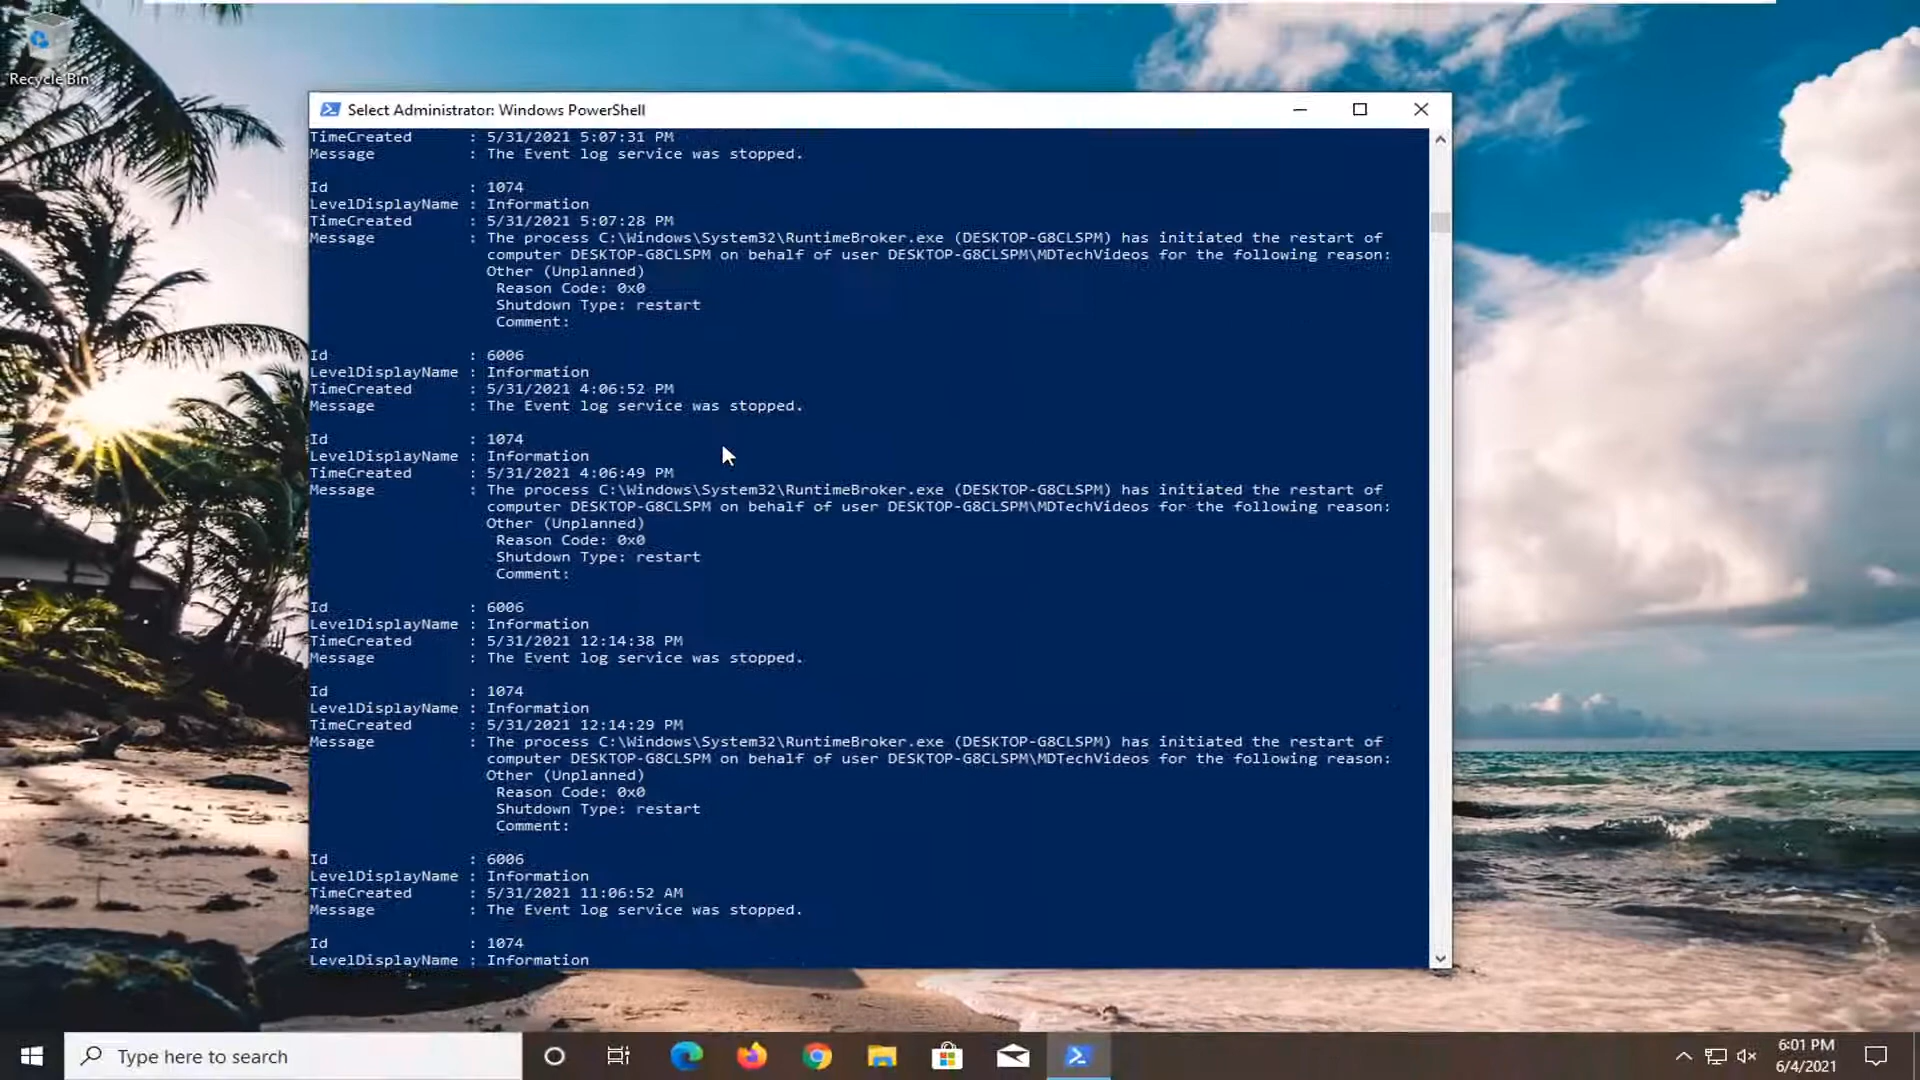 Recycle Bin
Select Administrator: Windows PowerShell
TimeCreated : 5/31/2021 5:07:31 PM
Message : The Event log service was stopped.
Id : 1074
LevelDisplayName : Information
TimeCreated : 5/31/2021 5:07:28 PM
Message : The process C:\Windows\System32\RuntimeBroker.exe (DESKTOP-G8CLSPM) has initiated the restart of
computer DESKTOP-G8CLSPM on behalf of user DESKTOP-G8CLSPM\MDTechVideos for the following reason:
Other (Unplanned)
Reason Code: 0x0
Shutdown Type: restart
Comment:
Id : 6006
LevelDisplayName : Information
TimeCreated : 5/31/2021 4:06:52 PM
Message : The Event log service was stopped.
Id : 1074
LevelDisplayName : Information
TimeCreated : 5/31/2021 4:06:49 PM
Message : The process C:\Windows\System32\RuntimeBroker.exe (DESKTOP-G8CLSPM) has initiated the restart of
computer DESKTOP-G8CLSPM on behalf of user DESKTOP-G8CLSPM\MDTechVideos for the following reason:
Other (Unplanned)
Reason Code: 0x0
Shutdown Type: restart
Comment:
Id : 6006
LevelDisplayName : Information
TimeCreated : 5/31/2021 12:14:38 PM
Message : The Event log service was stopped.
Id : 1074
LevelDisplayName : Information
TimeCreated : 5/31/2021 12:14:29 PM
Message : The process C:\Windows\System32\RuntimeBroker.exe (DESKTOP-G8CLSPM) has initiated the restart of
computer DESKTOP-G8CLSPM on behalf of user DESKTOP-G8CLSPM\MDTechVideos for the following reason:
Other (Unplanned)
Reason Code: 0x0
Shutdown Type: restart
Comment:
Id : 6006
LevelDisplayName : Information
TimeCreated : 5/31/2021 11:06:52 AM
Message : The Event log service was stopped.
Id : 1074
LevelDisplayName : Information
Type here to search
6:01 PM
6/4/2021